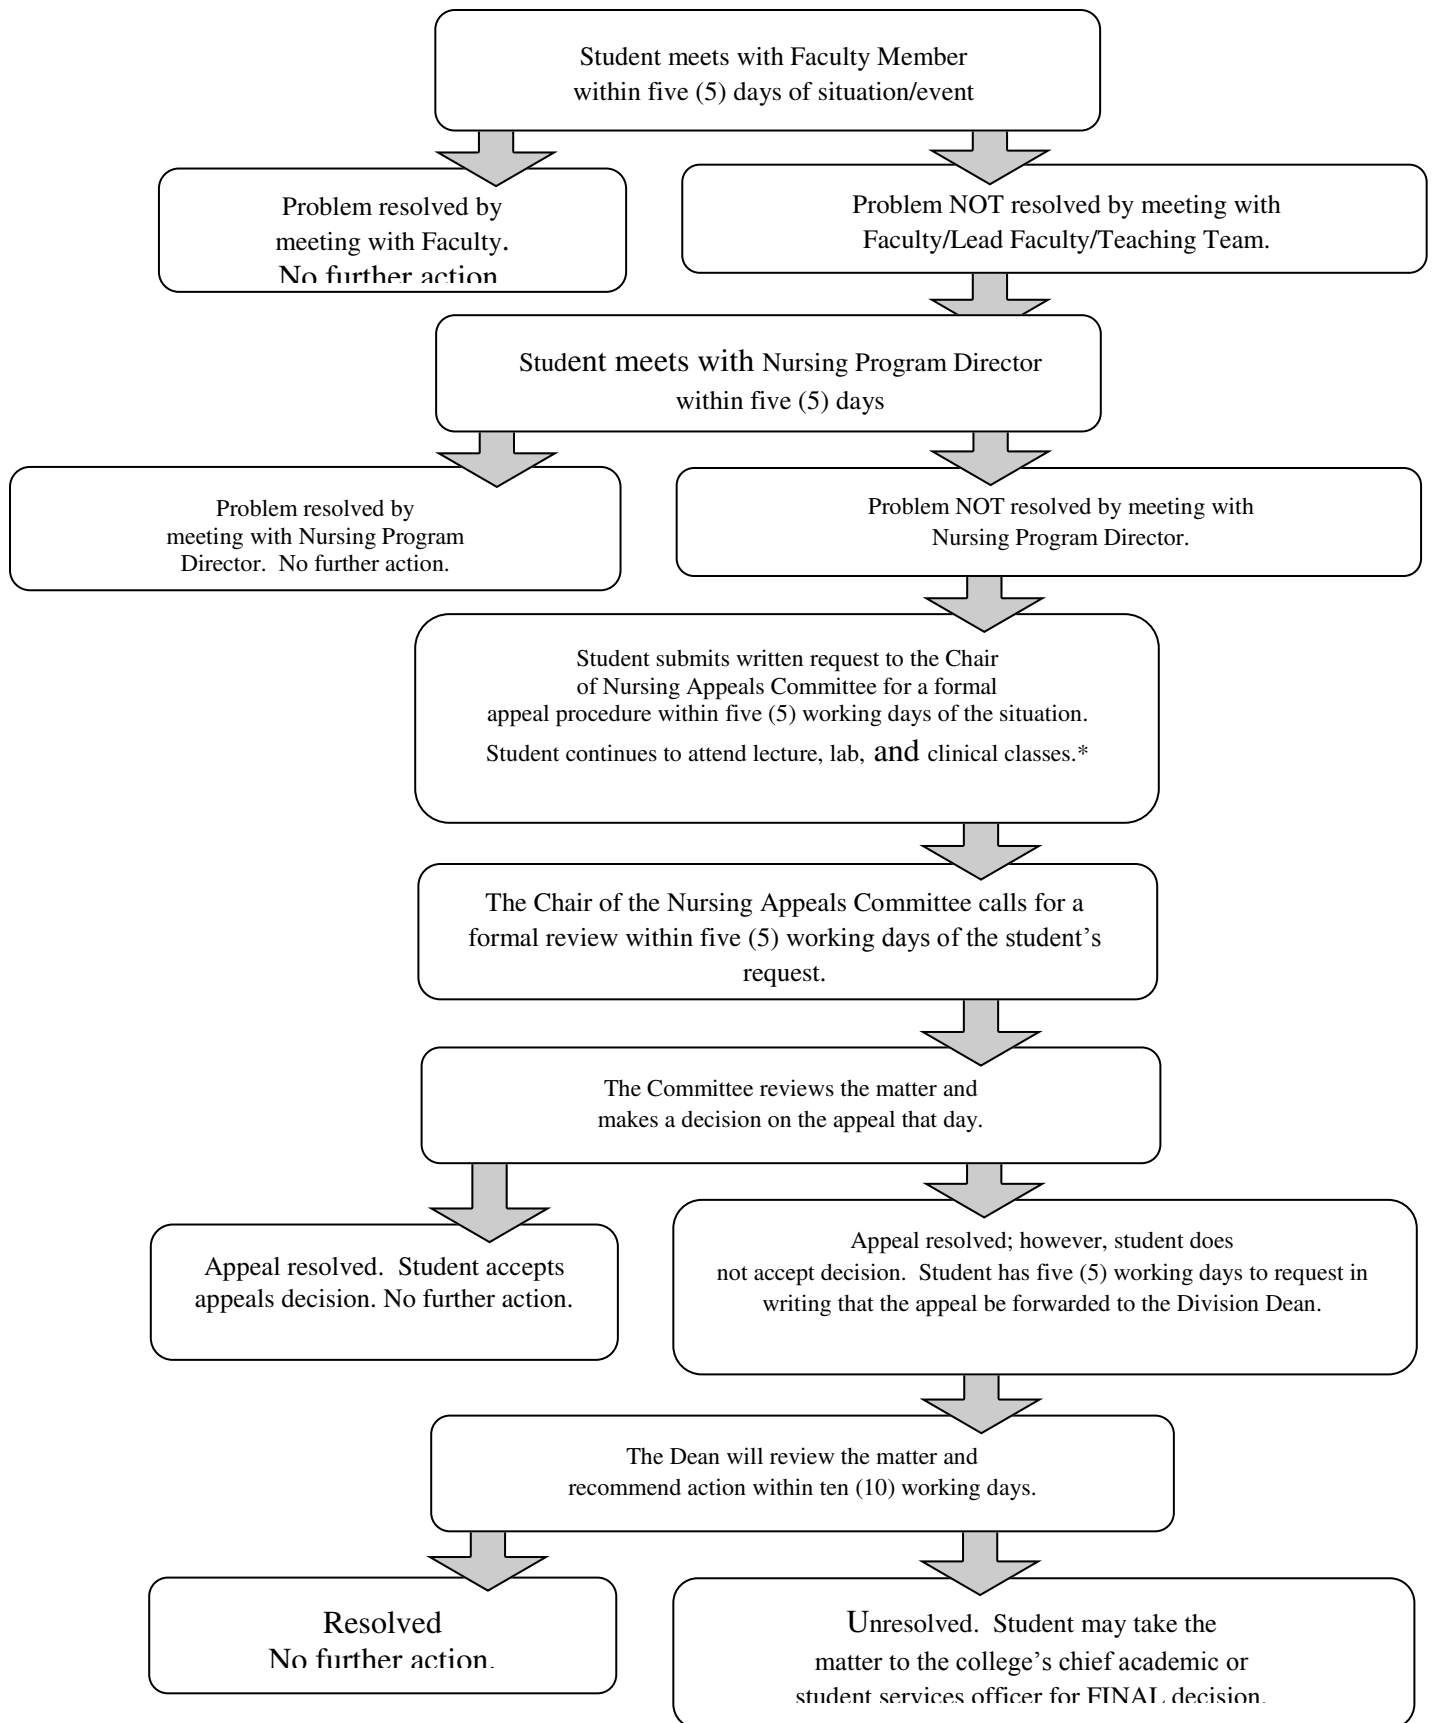 Student meets with Faculty Member
within five (5) days of situation/event
Problem resolved by
meeting with Faculty.
No further action
Problem NOT resolved by meeting with
Faculty/Lead Faculty/Teaching Team.
Student meets with Nursing Program Director
within five (5) days
Problem resolved by
meeting with Nursing Program
Director.  No further action.
Problem NOT resolved by meeting with
Nursing Program Director.
Student submits written request to the Chair
of Nursing Appeals Committee for a formal
appeal procedure within five (5) working days of the situation.
Student continues to attend lecture, lab, and clinical classes.*
The Chair of the Nursing Appeals Committee calls for a
formal review within five (5) working days of the student’s
request.
The Committee reviews the matter and
makes a decision on the appeal that day.
Appeal resolved.  Student accepts
appeals decision. No further action.
Appeal resolved; however, student does
not accept decision.  Student has five (5) working days to request in
writing that the appeal be forwarded to the Division Dean.
The Dean will review the matter and
recommend action within ten (10) working days.
Resolved
No further action.
Unresolved.  Student may take the
matter to the college’s chief academic or
student services officer for FINAL decision.